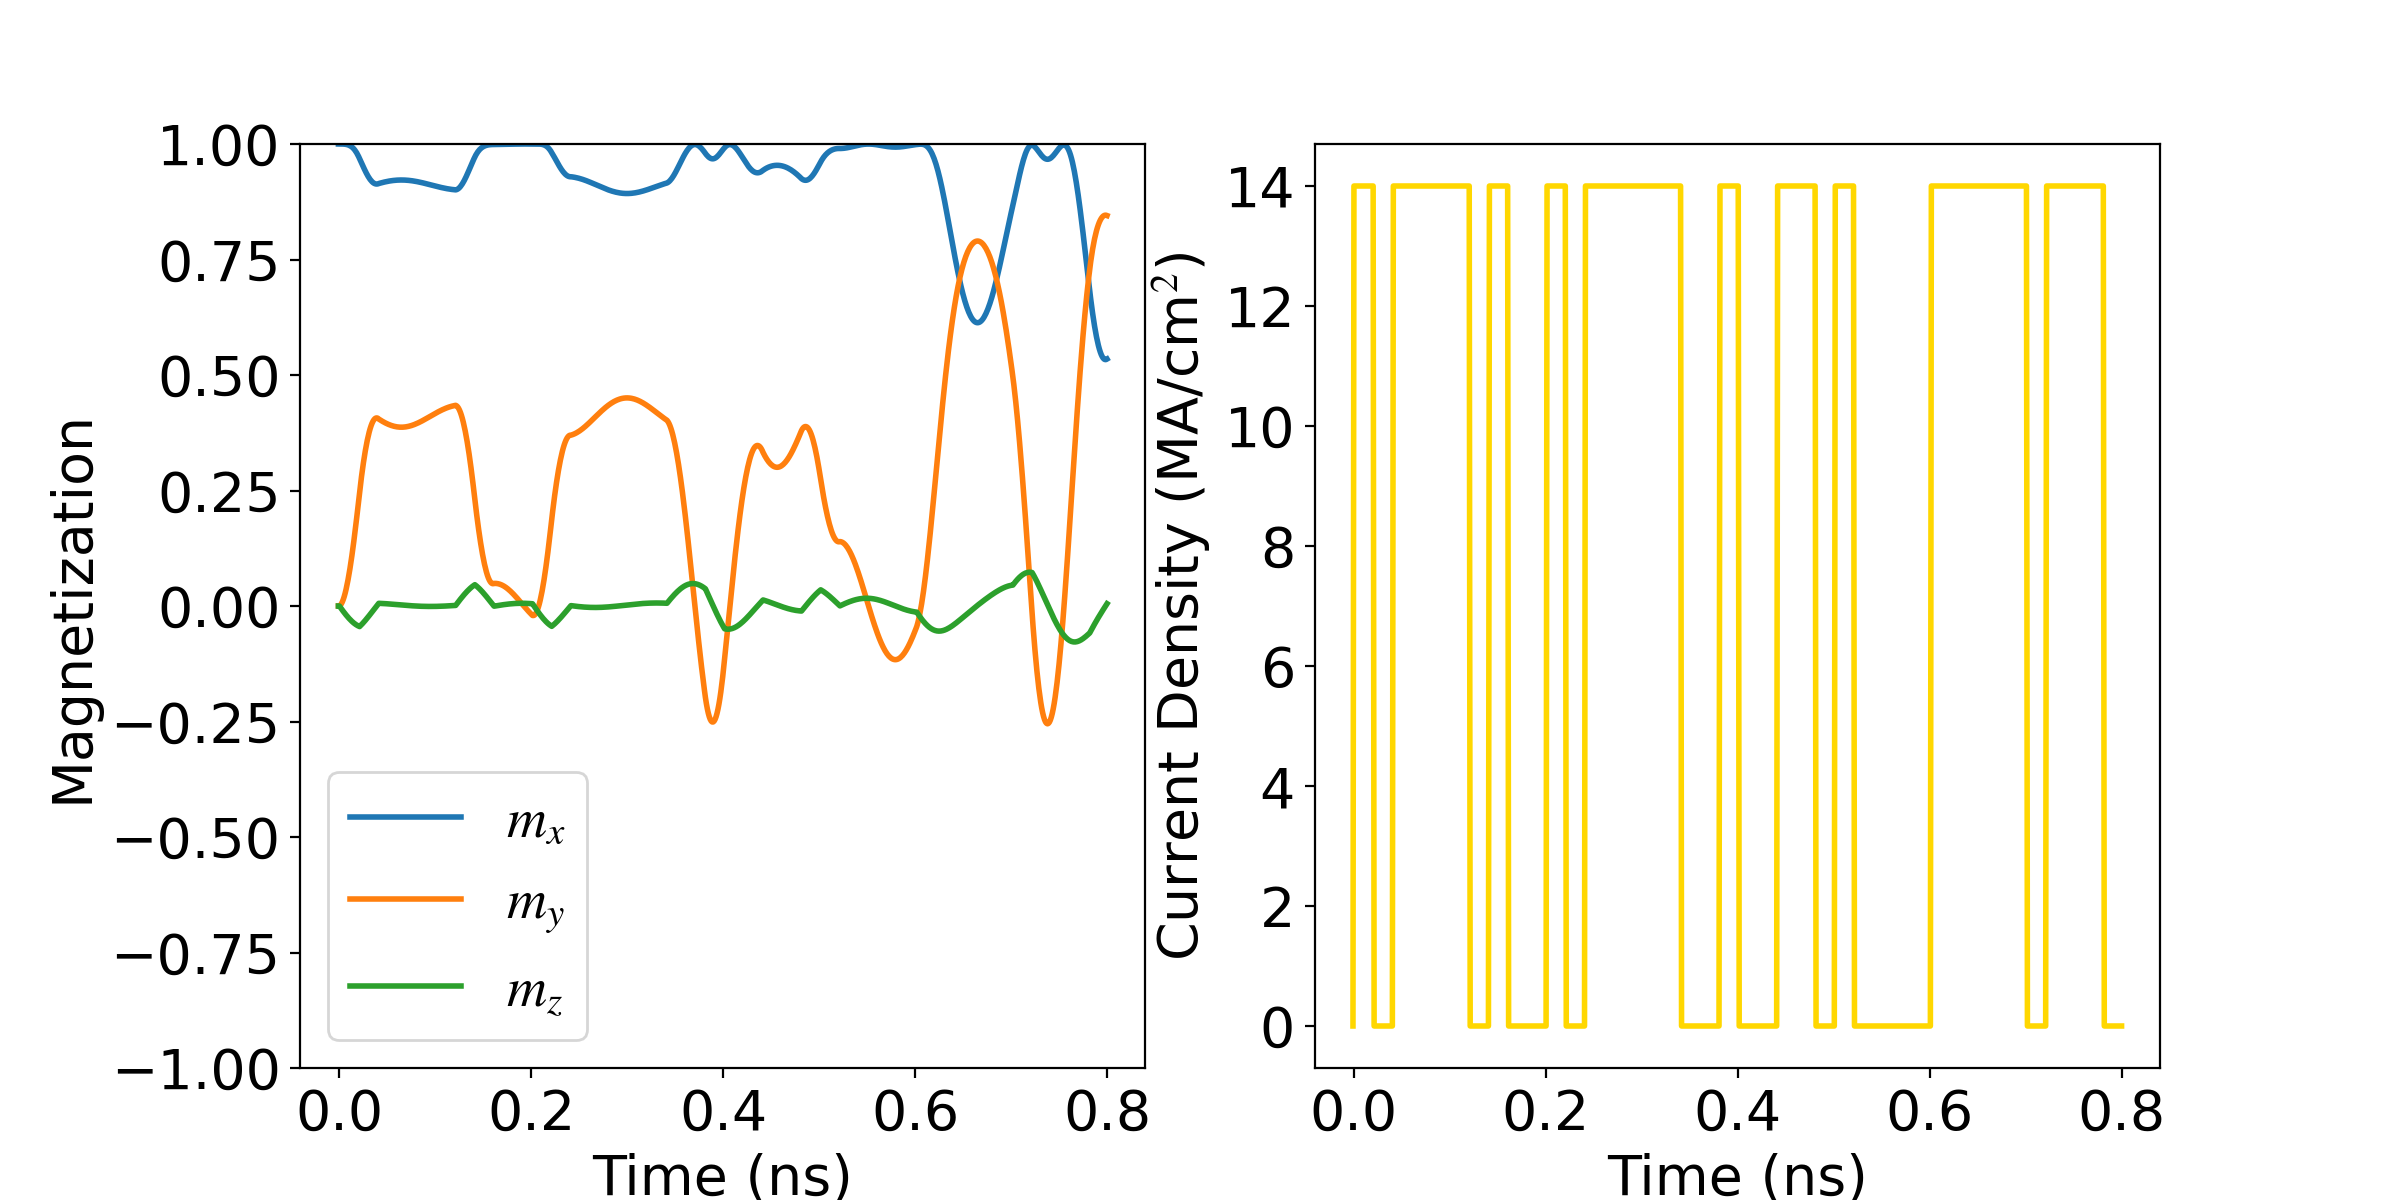 Magnetization
1.00
0.75
0.50
0.25
0.00
−0.25
−0.50
−0.75
−1.00
m_x
m_y
m_z
0.0 0.2 0.4 0.6 0.8
Time (ns)
Current Density (MA/cm²)
14
12
10
8
6
4
2
0
0.0 0.2 0.4 0.6 0.8
Time (ns)